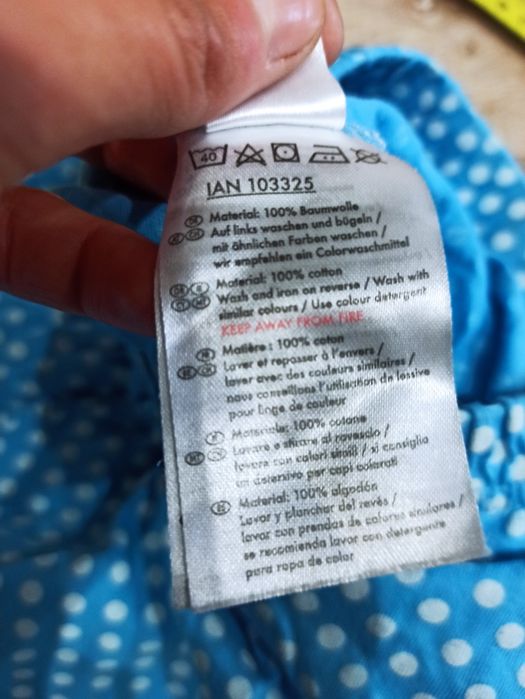 40
IAN 103325
Material: 100% Baumwolle
Auf links waschen und bügeln /
mit ähnlichen Farben waschen /
wir empfehlen ein Colorwaschmittel
Material: 100% cotton
Wash and iron on reverse / Wash with
similar colours / Use colour detergent
KEEP AWAY FROM FIRE
Matière : 100% coton
Laver et repasser à l'envers /
laver avec des couleurs similaires /
nous conseillons l'utilisation de lessive
pour linge de couleur
Materiale: 100% cotone
Lavare e stirare al rovescio /
lavare con colori simili / si consiglia
un detersivo per capi colorati
Material: 100% algodón
Lavar y planchar del revés /
lavar con prendas de colores similares /
se recomienda lavar con detergente
para ropa de color